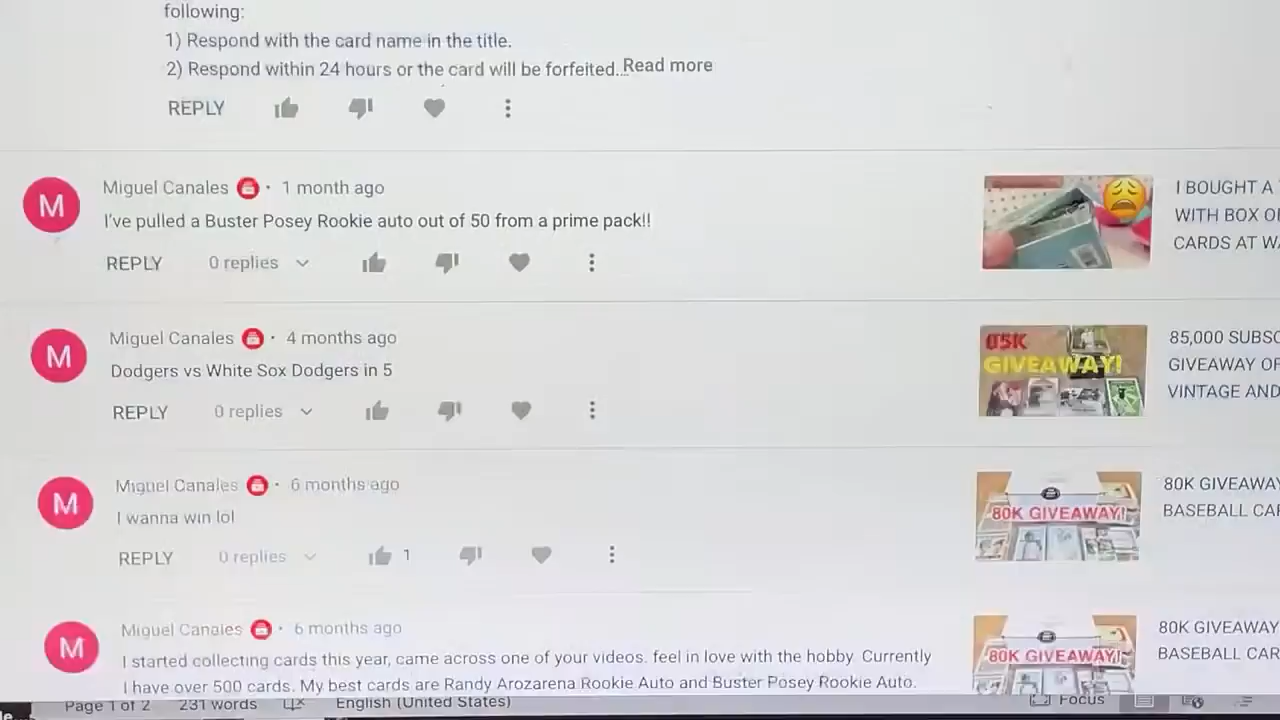 following:
1) Respond with the card name in the title.
2) Respond within 24 hours or the card will be forfeited...Read more
REPLY
M
Miguel Canales • 1 month ago
I've pulled a Buster Posey Rookie auto out of 50 from a prime pack!!
REPLY 0 replies
I BOUGHT A
WITH BOX O
CARDS AT WA
M
Miguel Canales • 4 months ago
Dodgers vs White Sox Dodgers in 5
REPLY 0 replies
85K
GIVEAWAY!
85,000 SUBSC
GIVEAWAY OF
VINTAGE AND
M
Miguel Canales • 6 months ago
I wanna win lol
REPLY 0 replies 1
80K GIVEAWAY!
80K GIVEAWAY
BASEBALL CAR
M
Miguel Canales • 6 months ago
I started collecting cards this year, came across one of your videos. feel in love with the hobby. Currently
I have over 500 cards. My best cards are Randy Arozarena Rookie Auto and Buster Posey Rookie Auto.
80K GIVEAWAY!
80K GIVEAWAY
BASEBALL CAR
Page 1 of 2 231 words English (United States) Focus